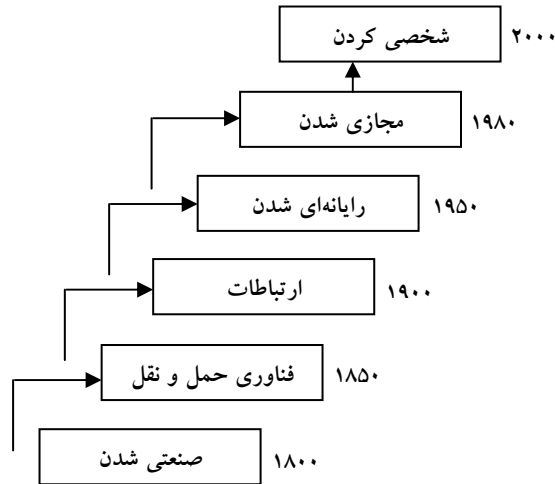 شخصی کردن ۲۰۰۰
مجازی شدن ۱۹۸۰
رایانه‌ای شدن ۱۹۵۰
ارتباطات ۱۹۰۰
فناوری حمل و نقل ۱۸۵۰
صنعتی شدن ۱۸۰۰